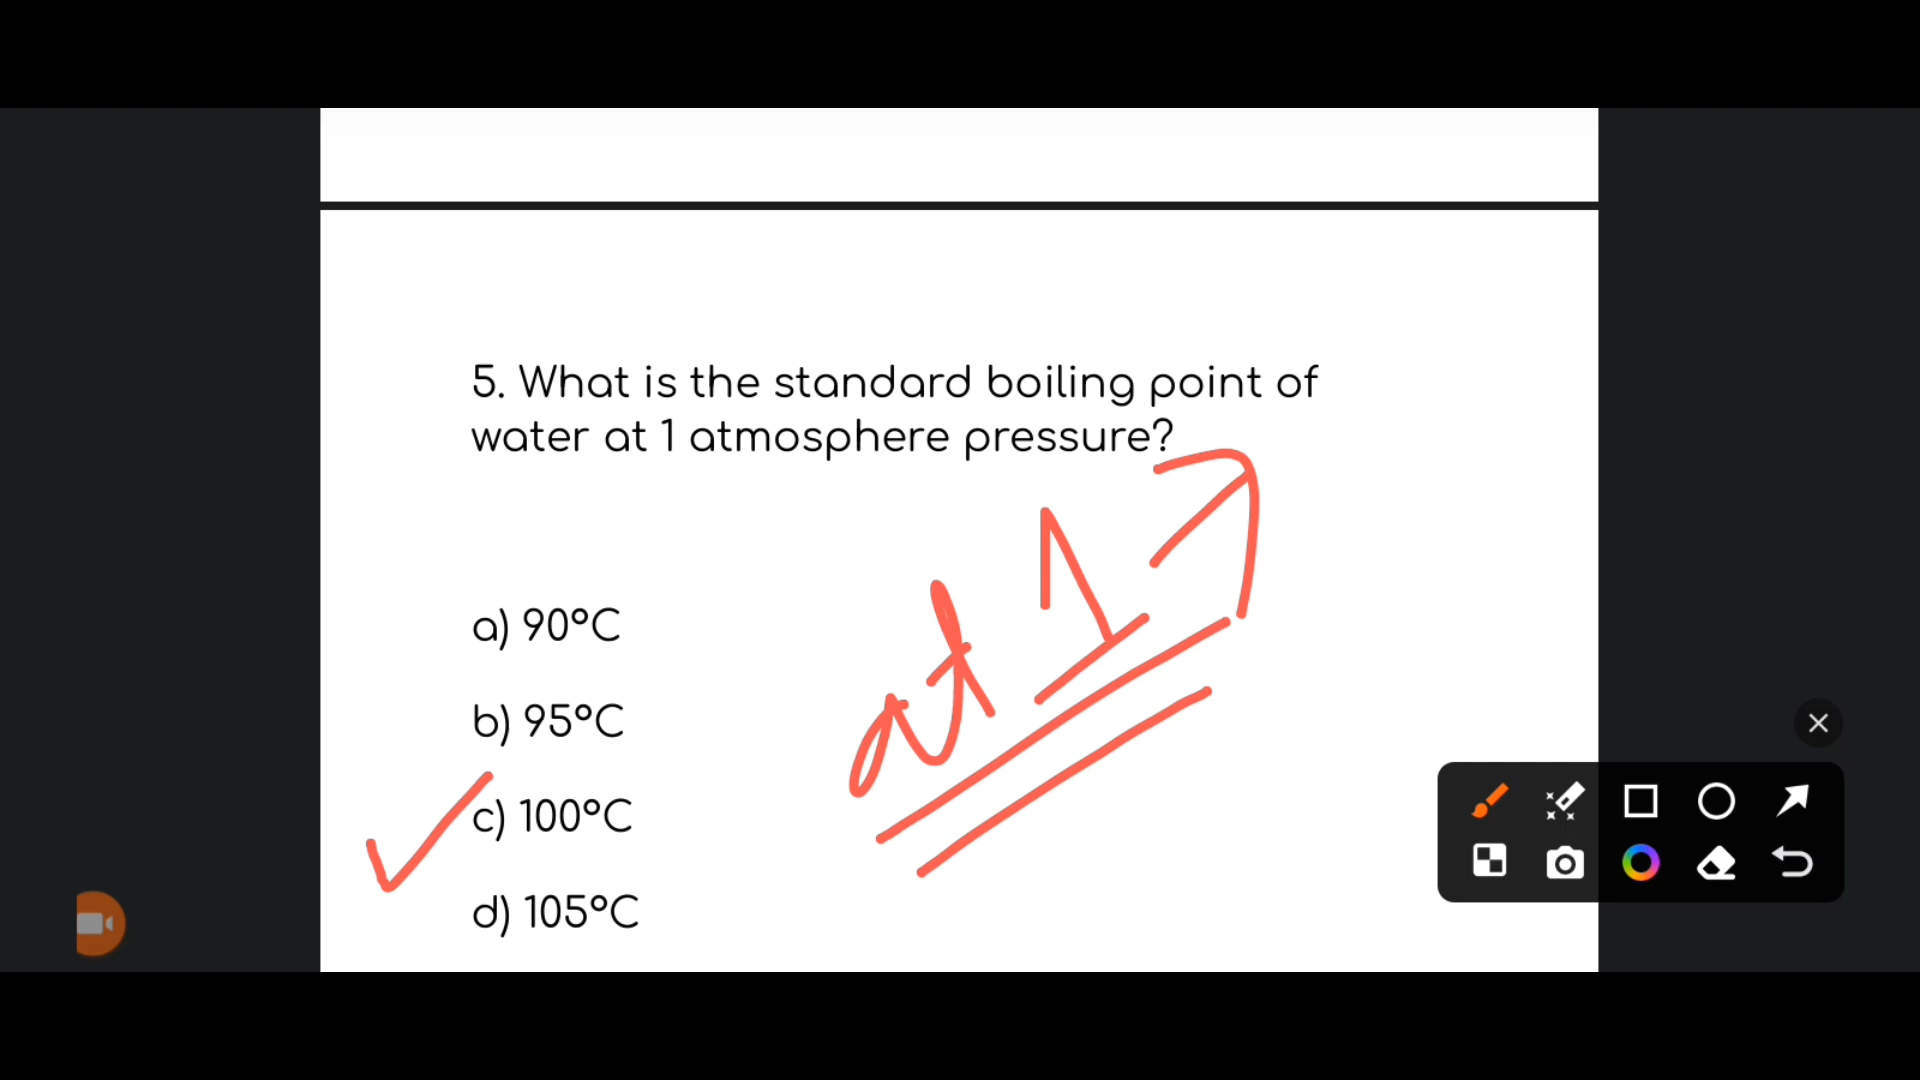 5. What is the standard boiling point of
water at 1 atmosphere pressure?
at 1
a) 90°C
b) 95°C
c) 100°C
d) 105°C